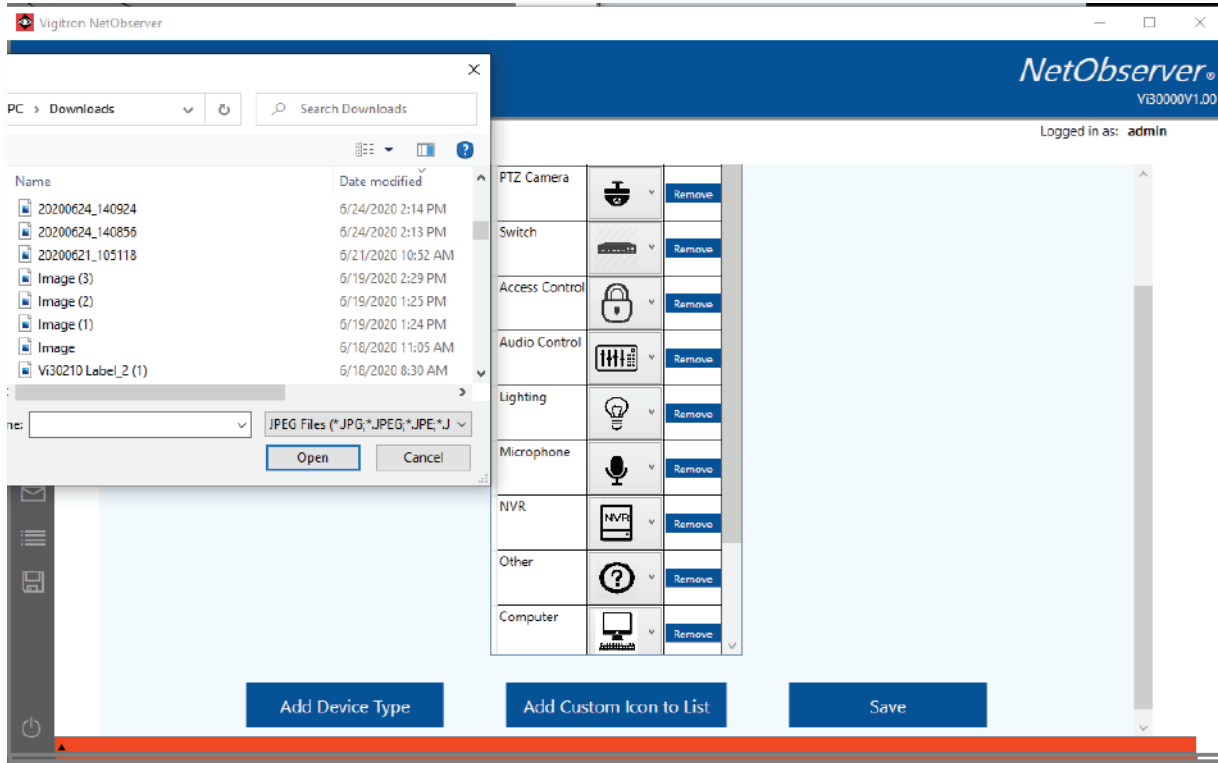 Vigitron NetObserver
NetObserver®
Vi30000V1.00
Logged in as: admin
PC > Downloads
Search Downloads
Name Date modified
20200624_140924 6/24/2020 2:14 PM
20200624_140856 6/24/2020 2:13 PM
20200621_105118 6/21/2020 10:52 AM
Image (3) 6/19/2020 2:29 PM
Image (2) 6/19/2020 1:25 PM
Image (1) 6/19/2020 1:24 PM
Image 6/18/2020 11:05 AM
Vi30210 Label_2 (1) 6/18/2020 8:30 AM
ne:
JPEG Files (*.JPG;*.JPEG;*.JPE;*.J
Open Cancel
PTZ Camera Remove
Switch Remove
Access Control Remove
Audio Control Remove
Lighting Remove
Microphone Remove
NVR NVR Remove
Other Remove
Computer Remove
Add Device Type Add Custom Icon to List Save